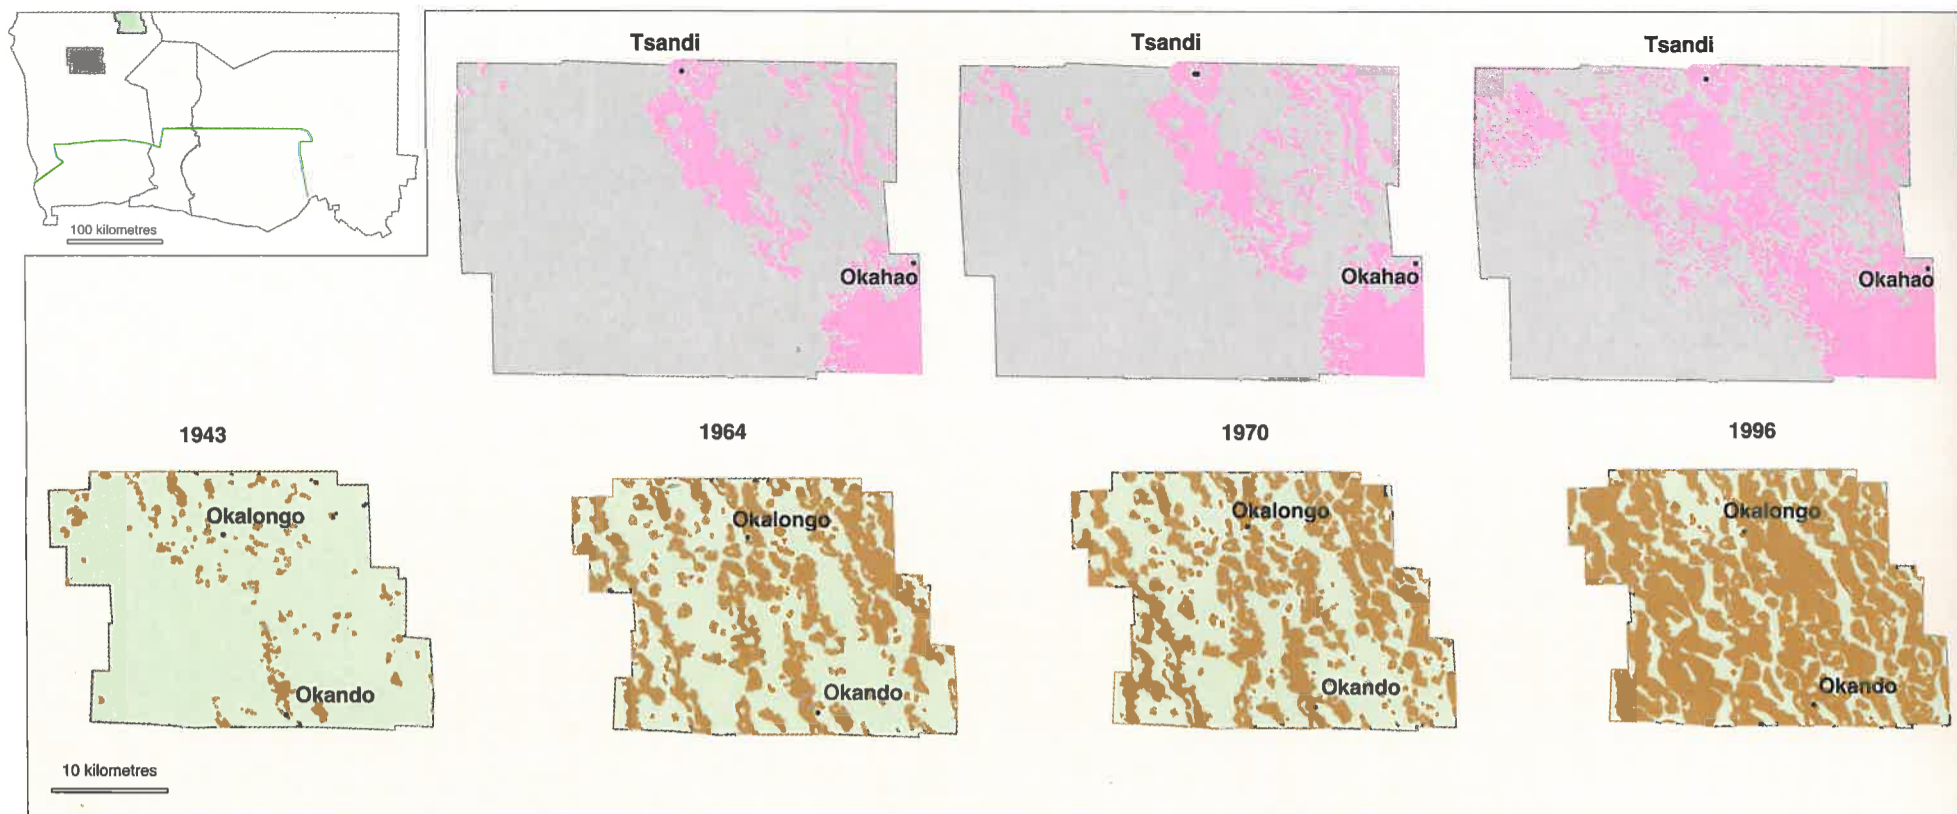 100 kilometres
Tsandi
Tsandi
Tsandi
Okahao
Okahao
Okahao
1943
1964
1970
1996
Okalongo
Okalongo
Okalongo
Okalongo
Okando
Okando
Okando
Okando
10 kilometres